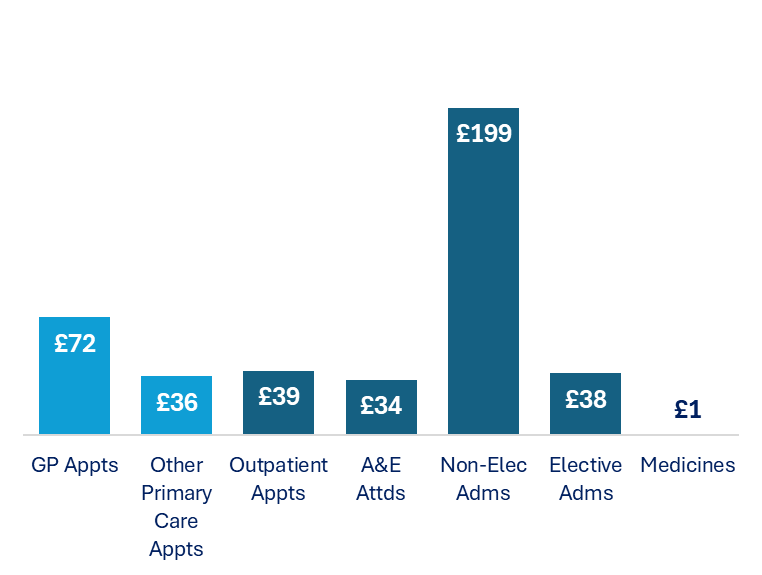 £199
£72
£36
£39
£34
£38
£1
GP Appts
Other
Primary
Care
Appts
Outpatient
Appts
A&E
Attds
Non-Elec
Adms
Elective
Adms
Medicines